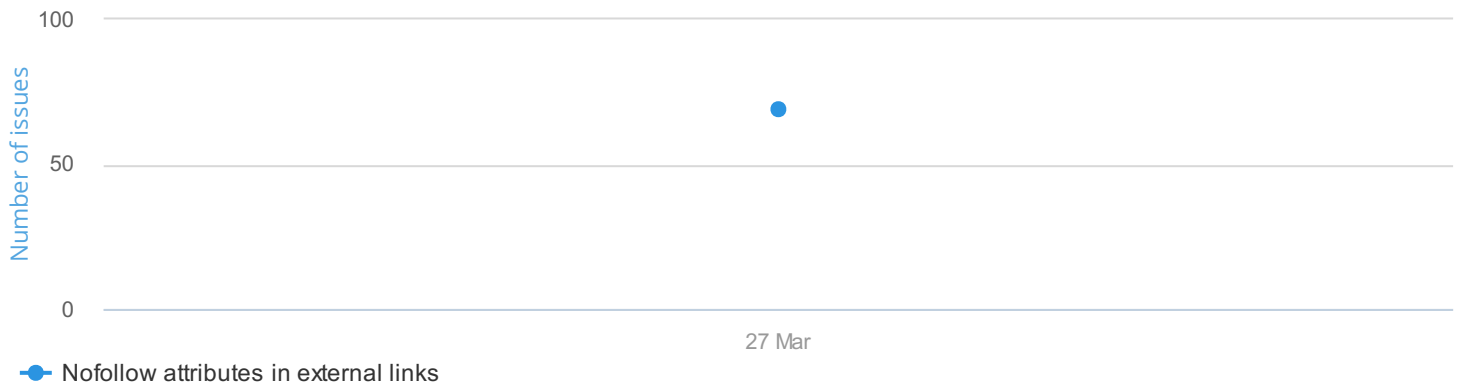 100
Number of issues
50
0
27 Mar
Nofollow attributes in external links